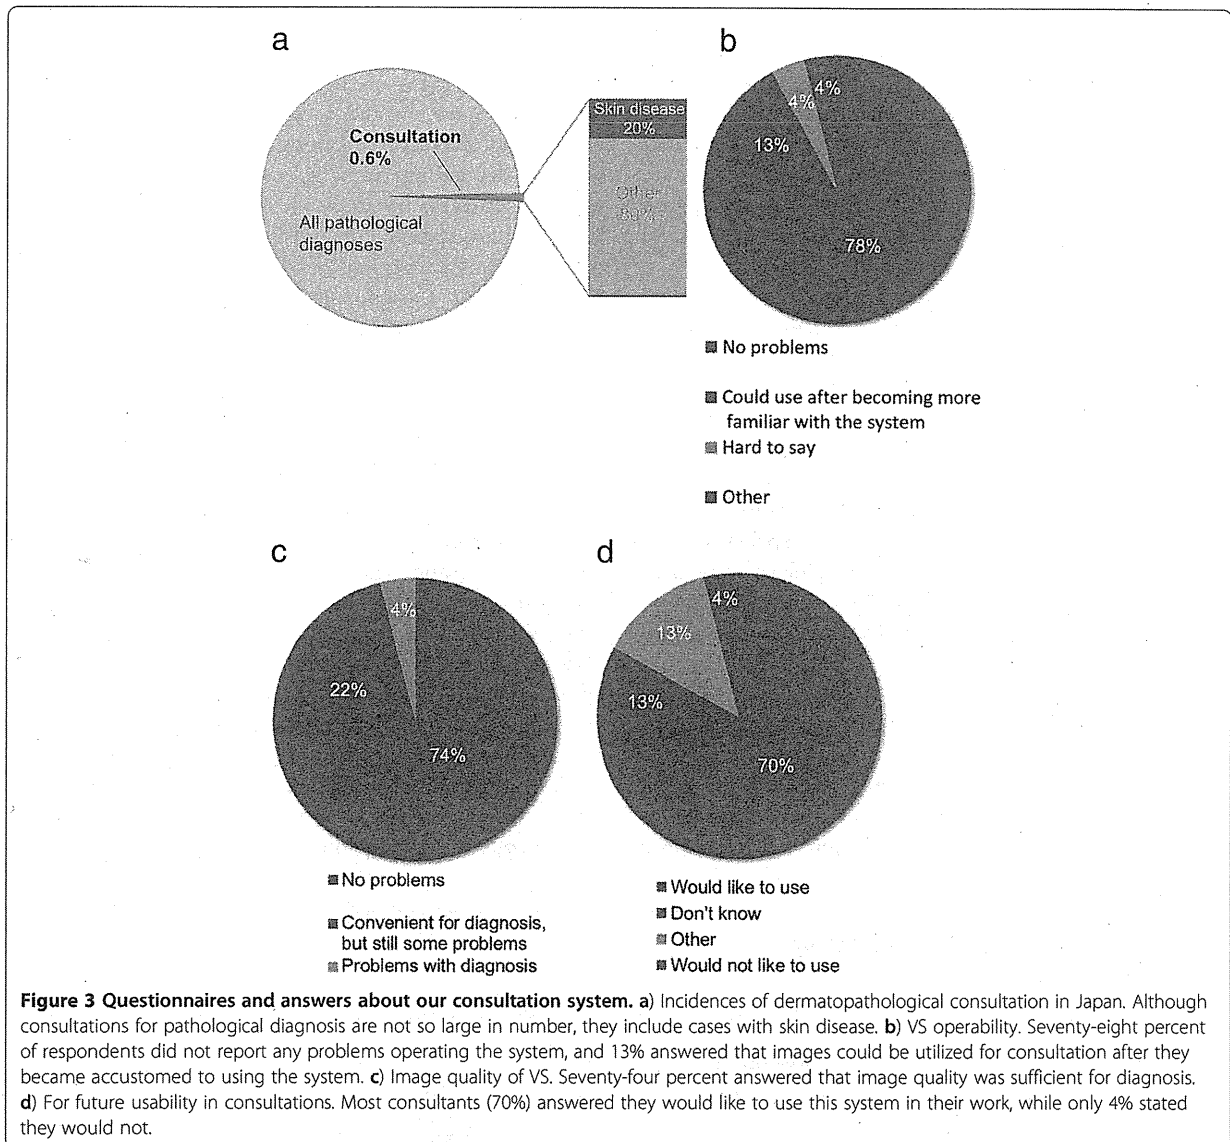 a
Consultation
0.6%
All pathological
diagnoses
Skin disease
20%
Other
80%
b
4%
4%
13%
78%
No problems
Could use after becoming more
familiar with the system
Hard to say
Other
c
4%
22%
74%
No problems
Convenient for diagnosis,
but still some problems
Problems with diagnosis
d
4%
13%
13%
70%
Would like to use
Don't know
Other
Would not like to use
Figure 3 Questionnaires and answers about our consultation system. a) Incidences of dermatopathological consultation in Japan. Although
consultations for pathological diagnosis are not so large in number, they include cases with skin disease. b) VS operability. Seventy-eight percent
of respondents did not report any problems operating the system, and 13% answered that images could be utilized for consultation after they
became accustomed to using the system. c) Image quality of VS. Seventy-four percent answered that image quality was sufficient for diagnosis.
d) For future usability in consultations. Most consultants (70%) answered they would like to use this system in their work, while only 4% stated
they would not.